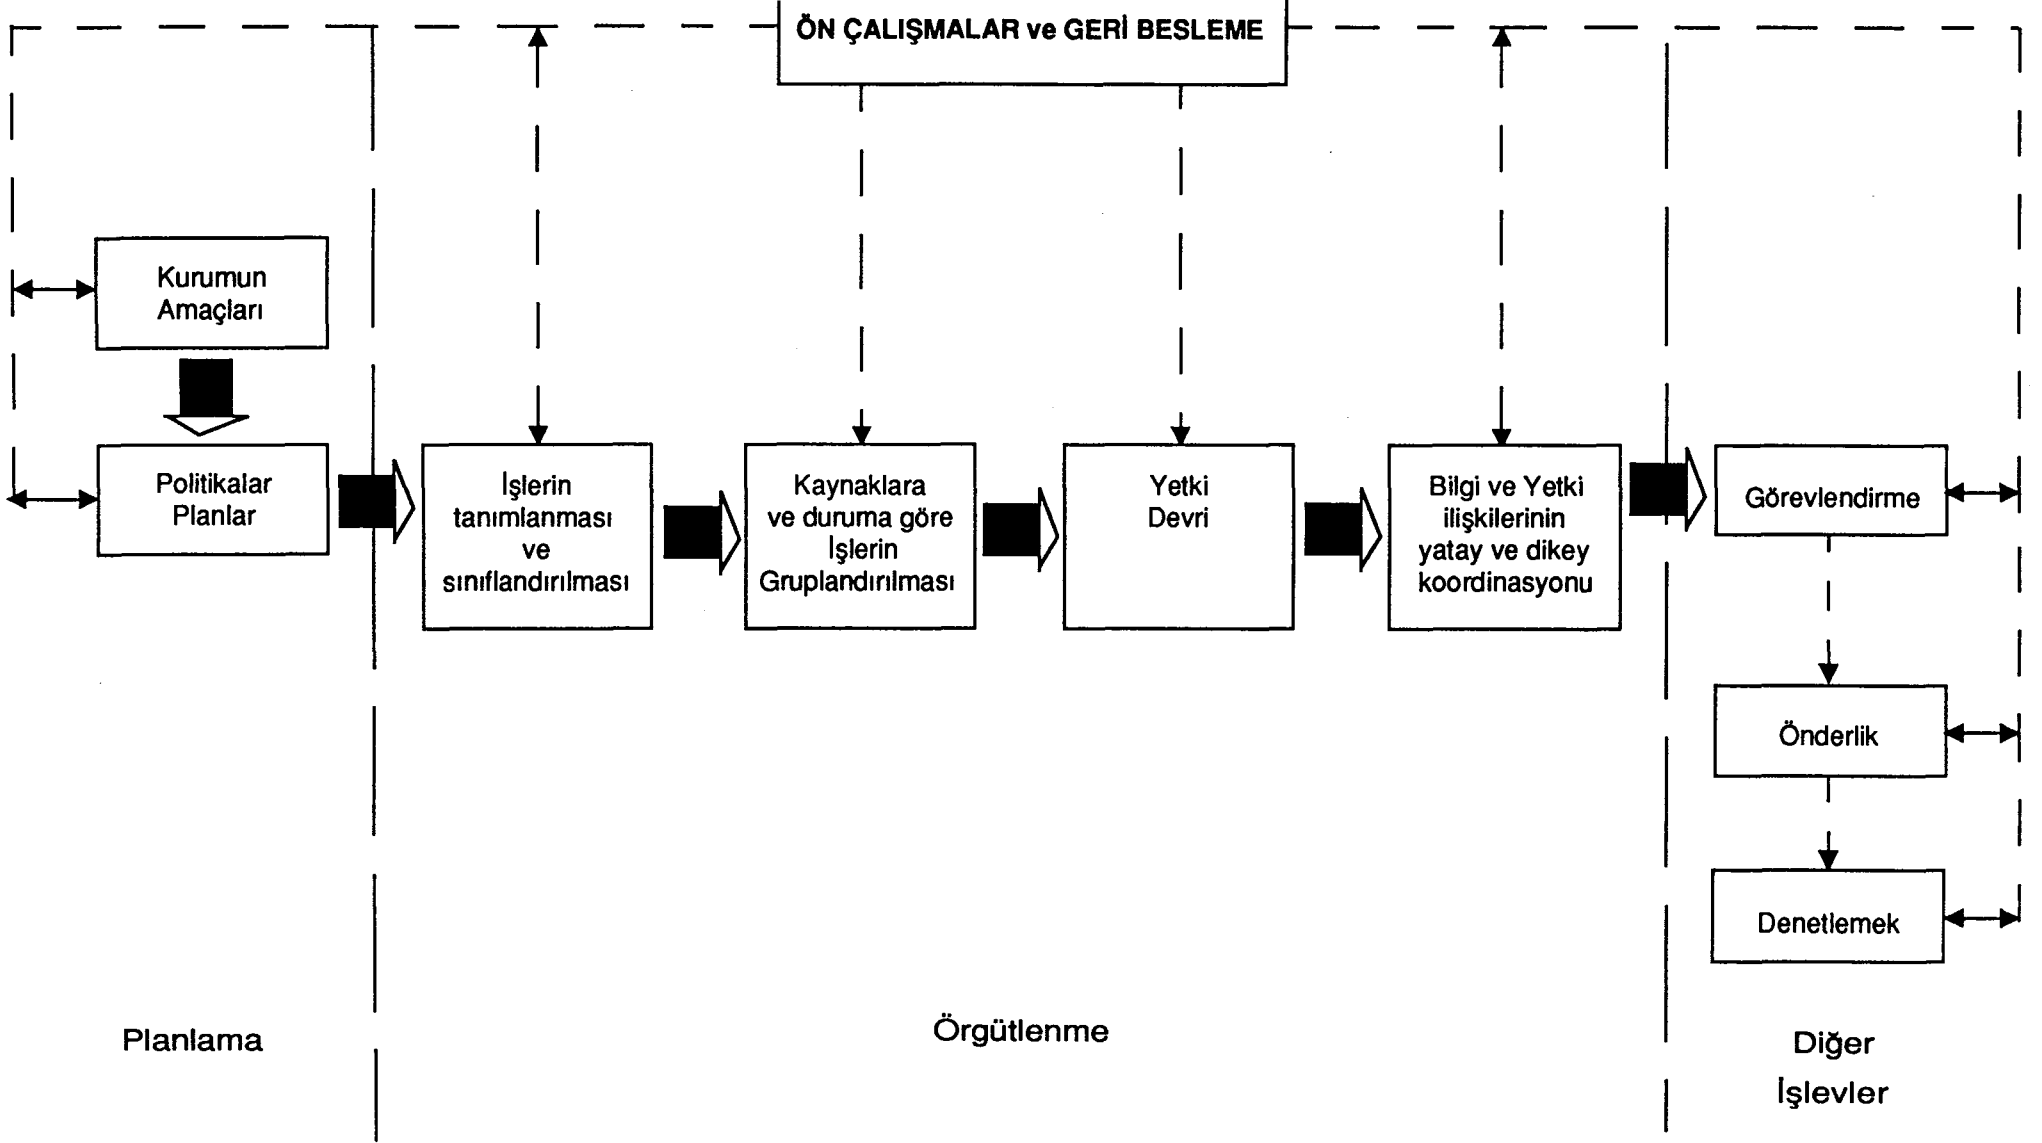 ÖN ÇALIŞMALAR ve GERİ BESLEME
Kurumun
Amaçları
Politikalar
Planlar
İşlerin
tanımlanması
ve
sınıflandırılması
Kaynaklara
ve duruma göre
İşlerin
Gruplandırılması
Yetki
Devri
Bilgi ve Yetki
ilişkilerinin
yatay ve dikey
koordinasyonu
Görevlendirme
Önderlik
Denetlemek
Planlama
Örgütlenme
Diğer
İşlevler